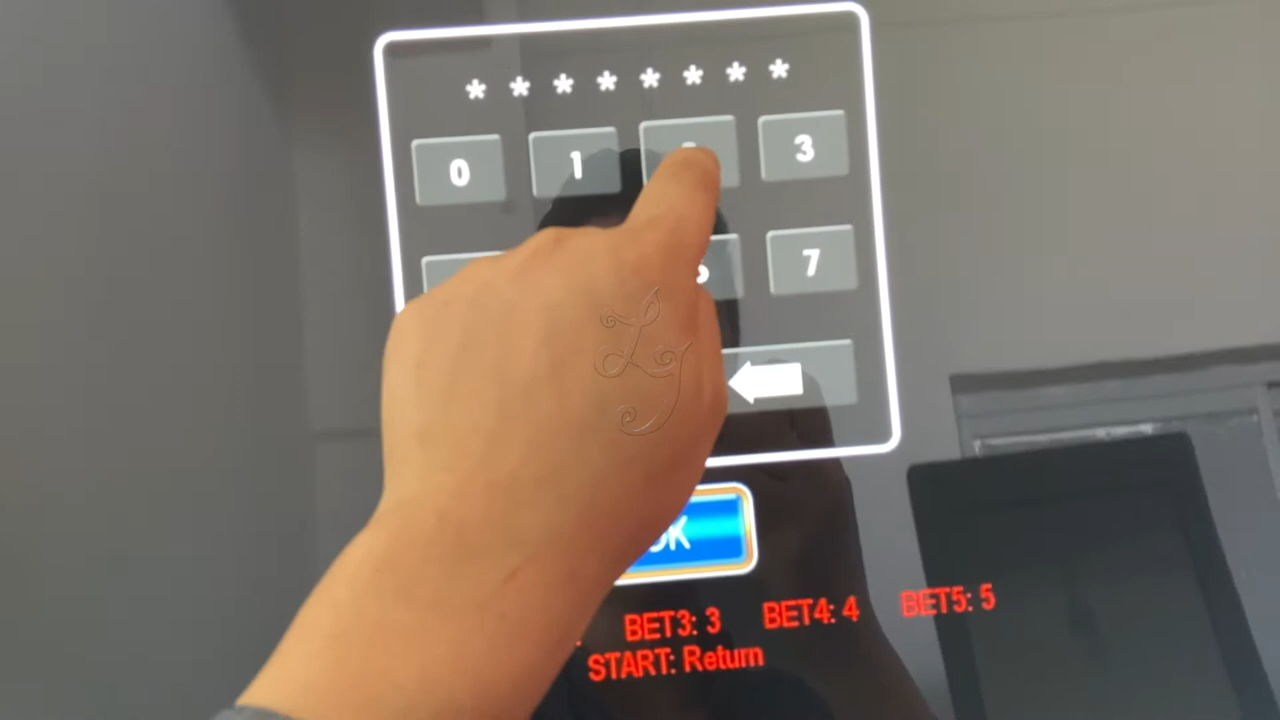 * * * * * * * *
0 1 3
7
OK
BET3: 3 BET4: 4 BET5: 5
START: Return